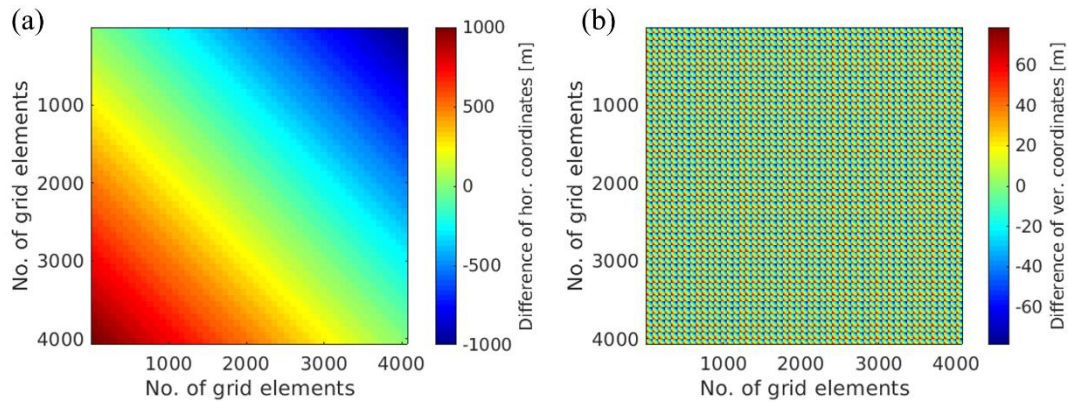 (a)
No. of grid elements
1000
2000
3000
4000
1000 2000 3000 4000
No. of grid elements
1000
500
0
-500
-1000
Difference of hor. coordinates [m]
(b)
No. of grid elements
1000
2000
3000
4000
1000 2000 3000 4000
No. of grid elements
60
40
20
0
-20
-40
-60
Difference of ver. coordinates [m]